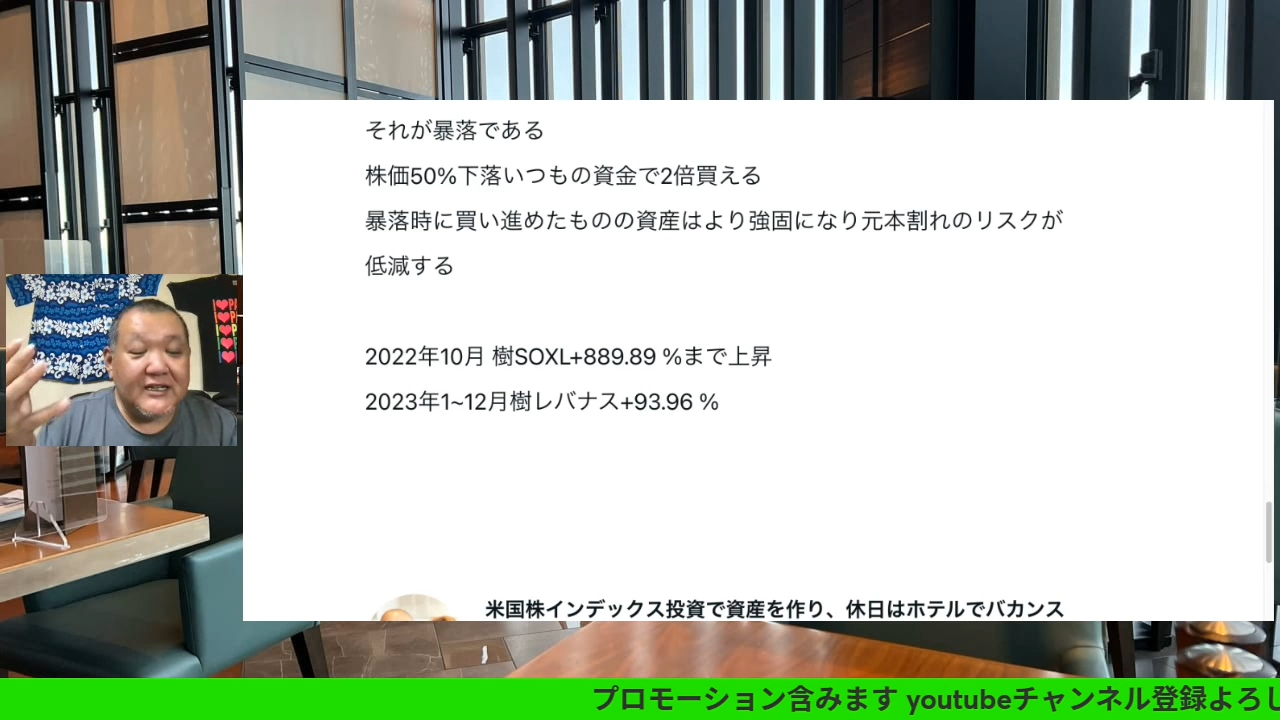 それが暴落である
株価50%下落いつもの資金で2倍買える
暴落時に買い進めたものの資産はより強固になり元本割れのリスクが
低減する
2022年10月 樹SOXL+889.89 %まで上昇
2023年1~12月樹レバナス+93.96 %
米国株インデックス投資で資産を作り、休日はホテルでバカンス
プロモーション含みます youtubeチャンネル登録よろし